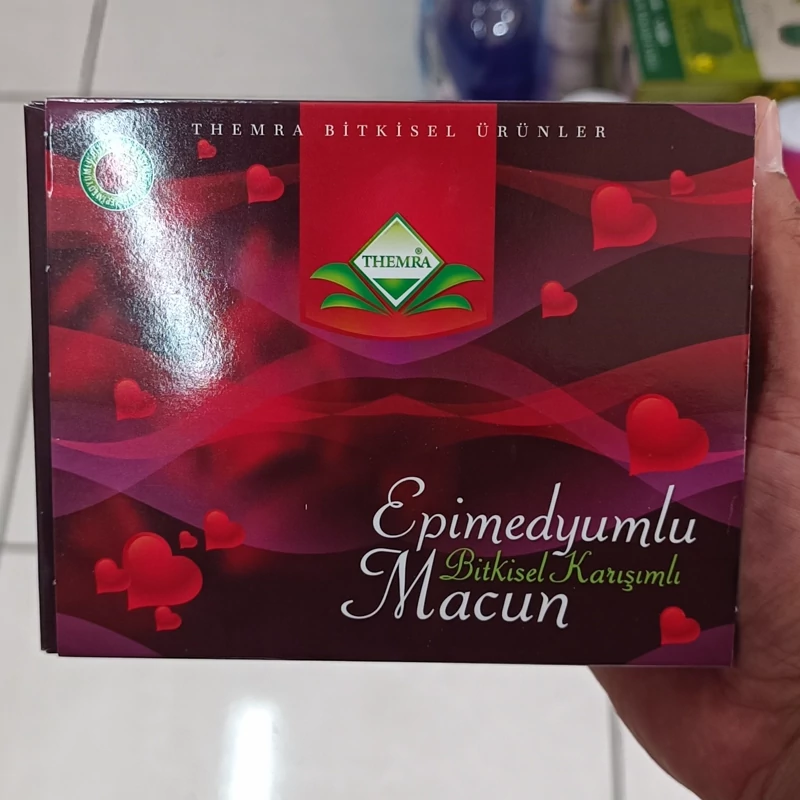 THEMRA BİTKİSEL ÜRÜNLER
THEMRA®
Epimedyumlu
Bitkisel Karışımlı
Macun